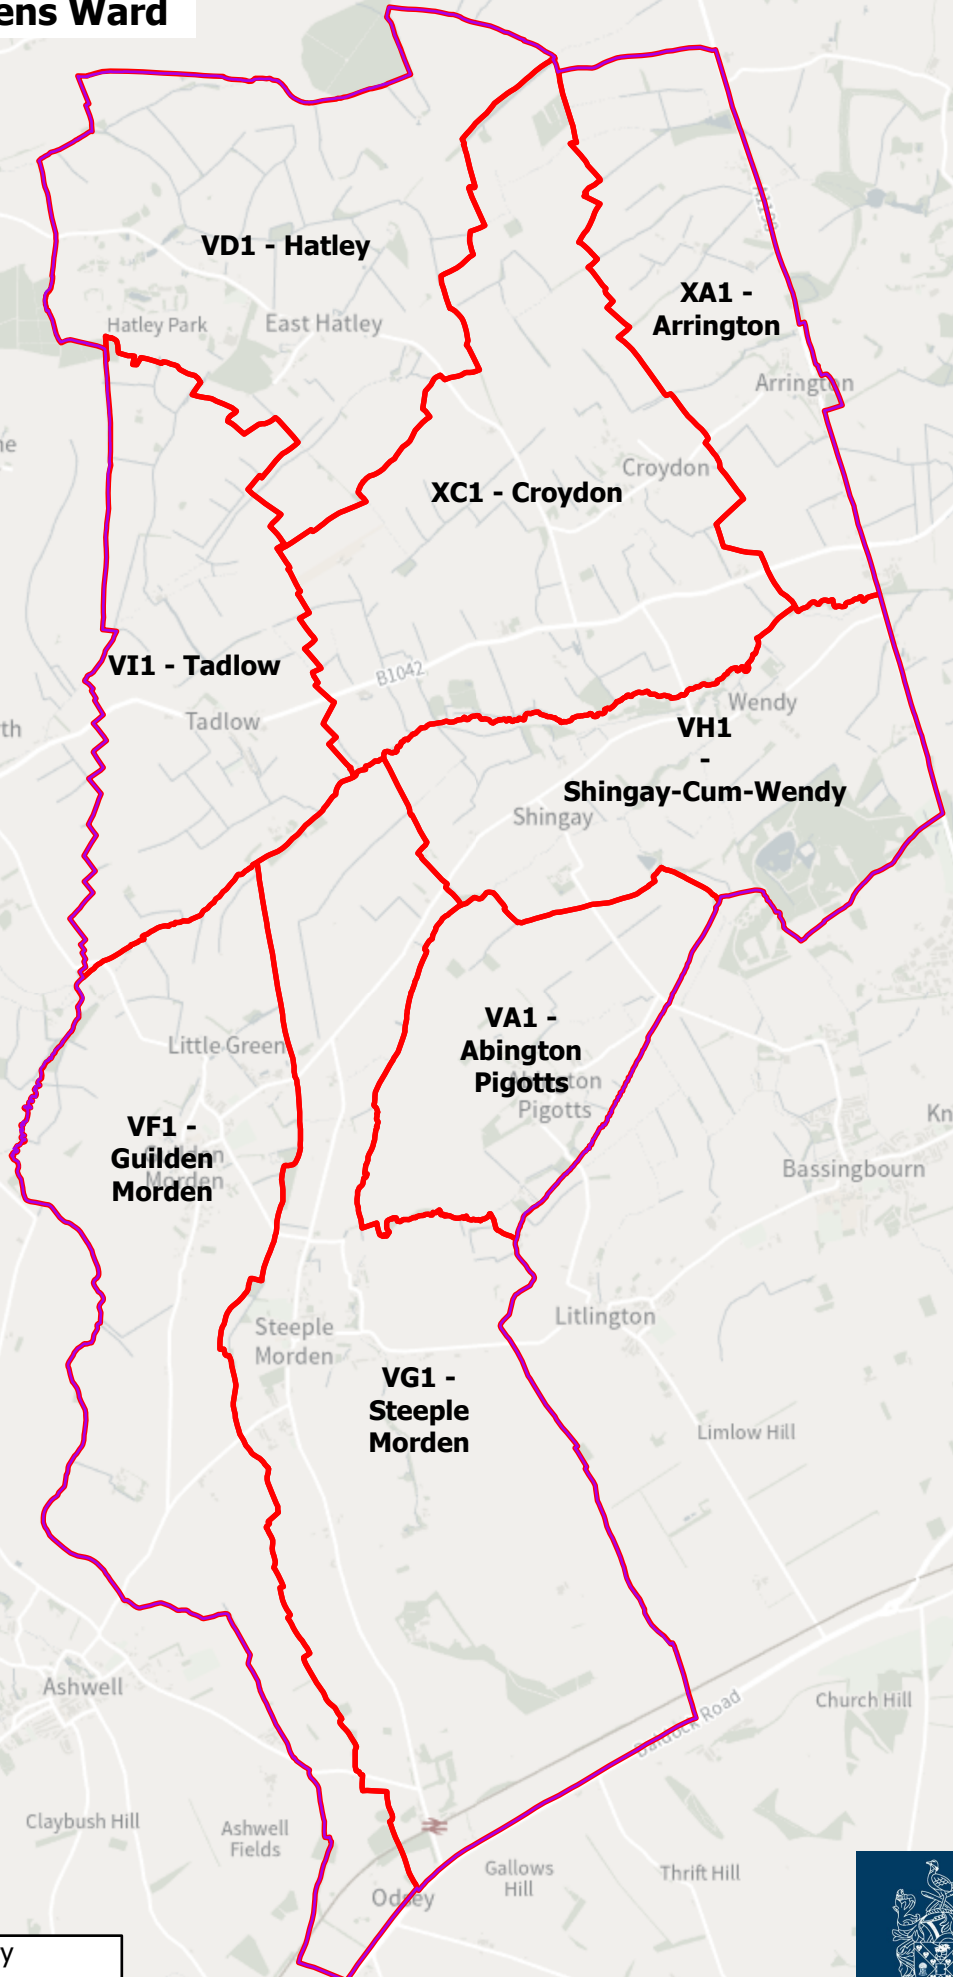 ens Ward
VD1 - Hatley
Hatley Park
East Hatley
XA1 -
Arrington
Arrington
Croydon
XC1 - Croydon
VI1 - Tadlow
B1042
Tadlow
Wendy
VH1
-
Shingay-Cum-Wendy
Shingay
VA1 -
Abington
Pigotts
Pigotts
Little Green
VF1 -
Guilden
Morden
Morden
Kn
Bassingbourn
Litlington
Steeple
Morden
VG1 -
Steeple
Morden
Limlow Hill
Ashwell
Church Hill
Baldock Road
Claybush Hill
Ashwell
Fields
Gallows
Hill
Thrift Hill
Odsey
y